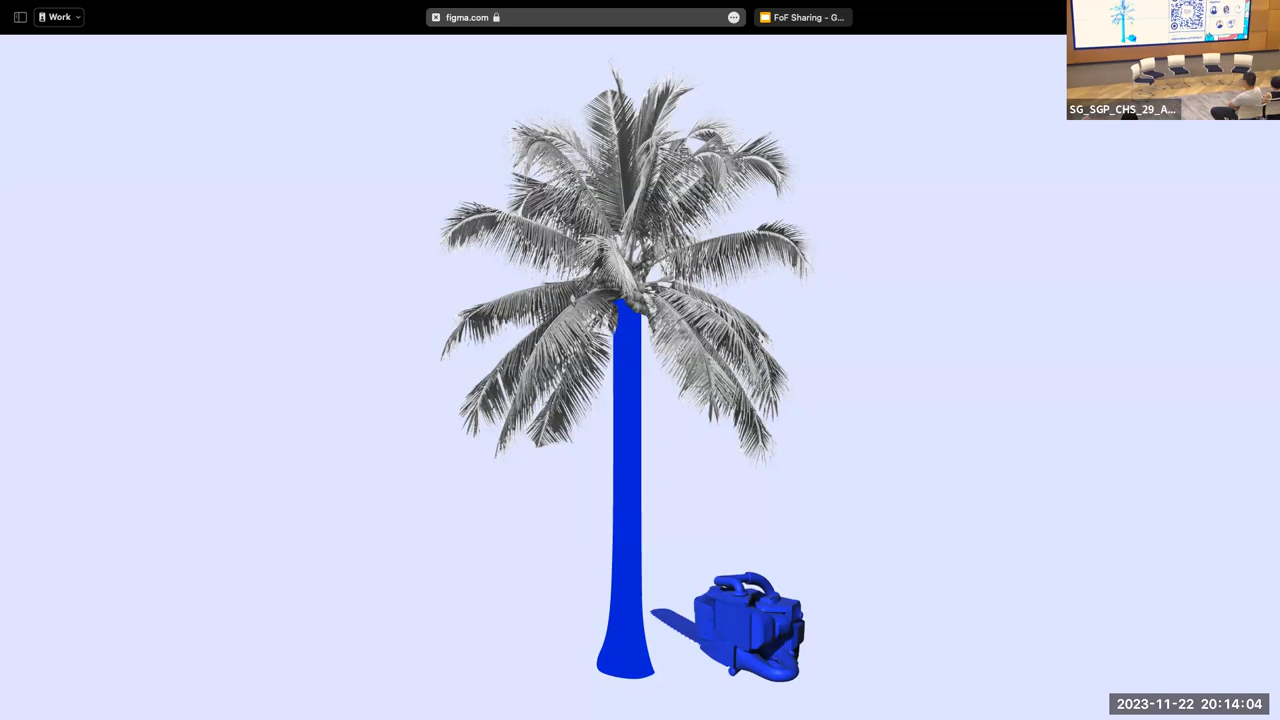 Work
figma.com
FoF Sharing - G...
SG_SGP_CHS_29_A...
2023-11-22 20:14:04